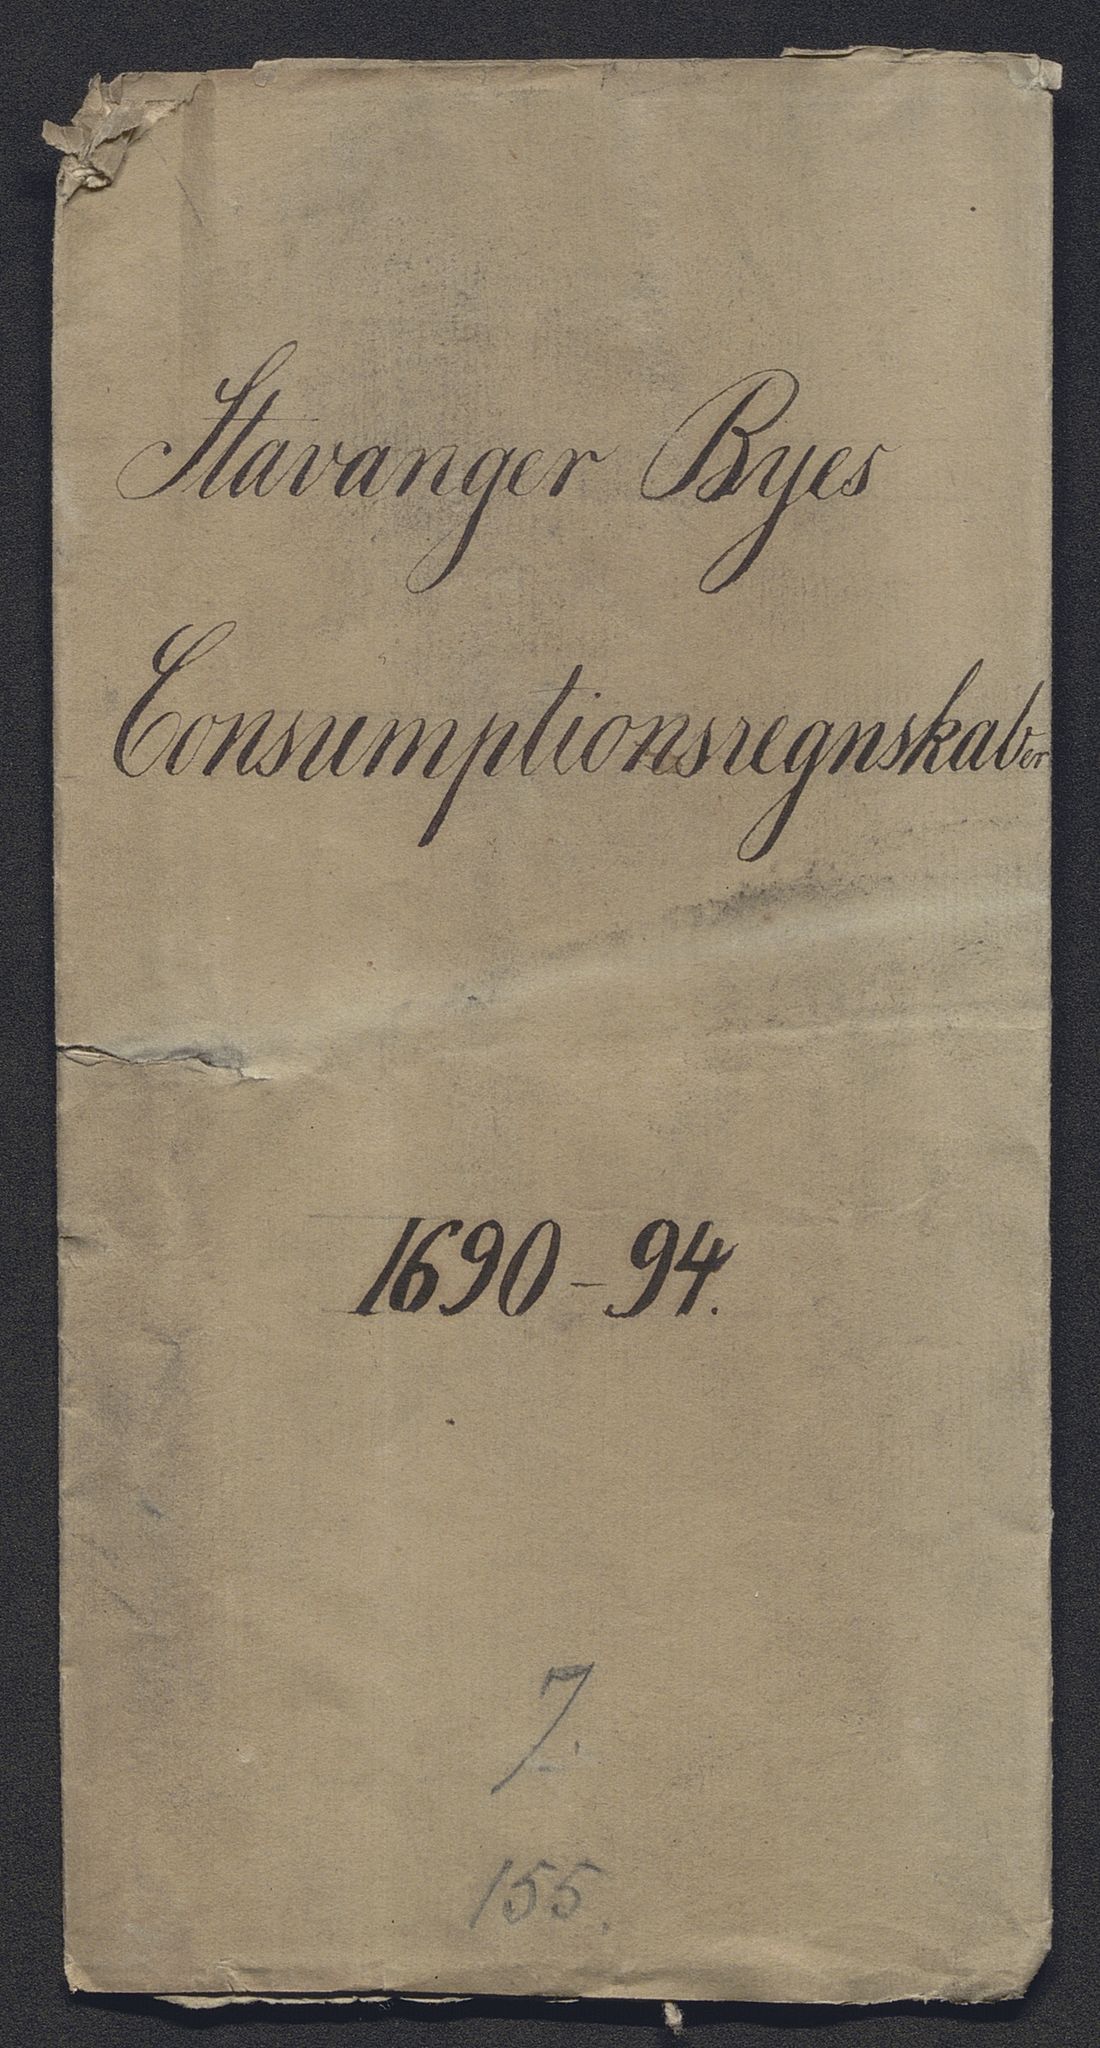 Stavanger Byes
Consumptionsregnskaber
1690-94.
7.
155.